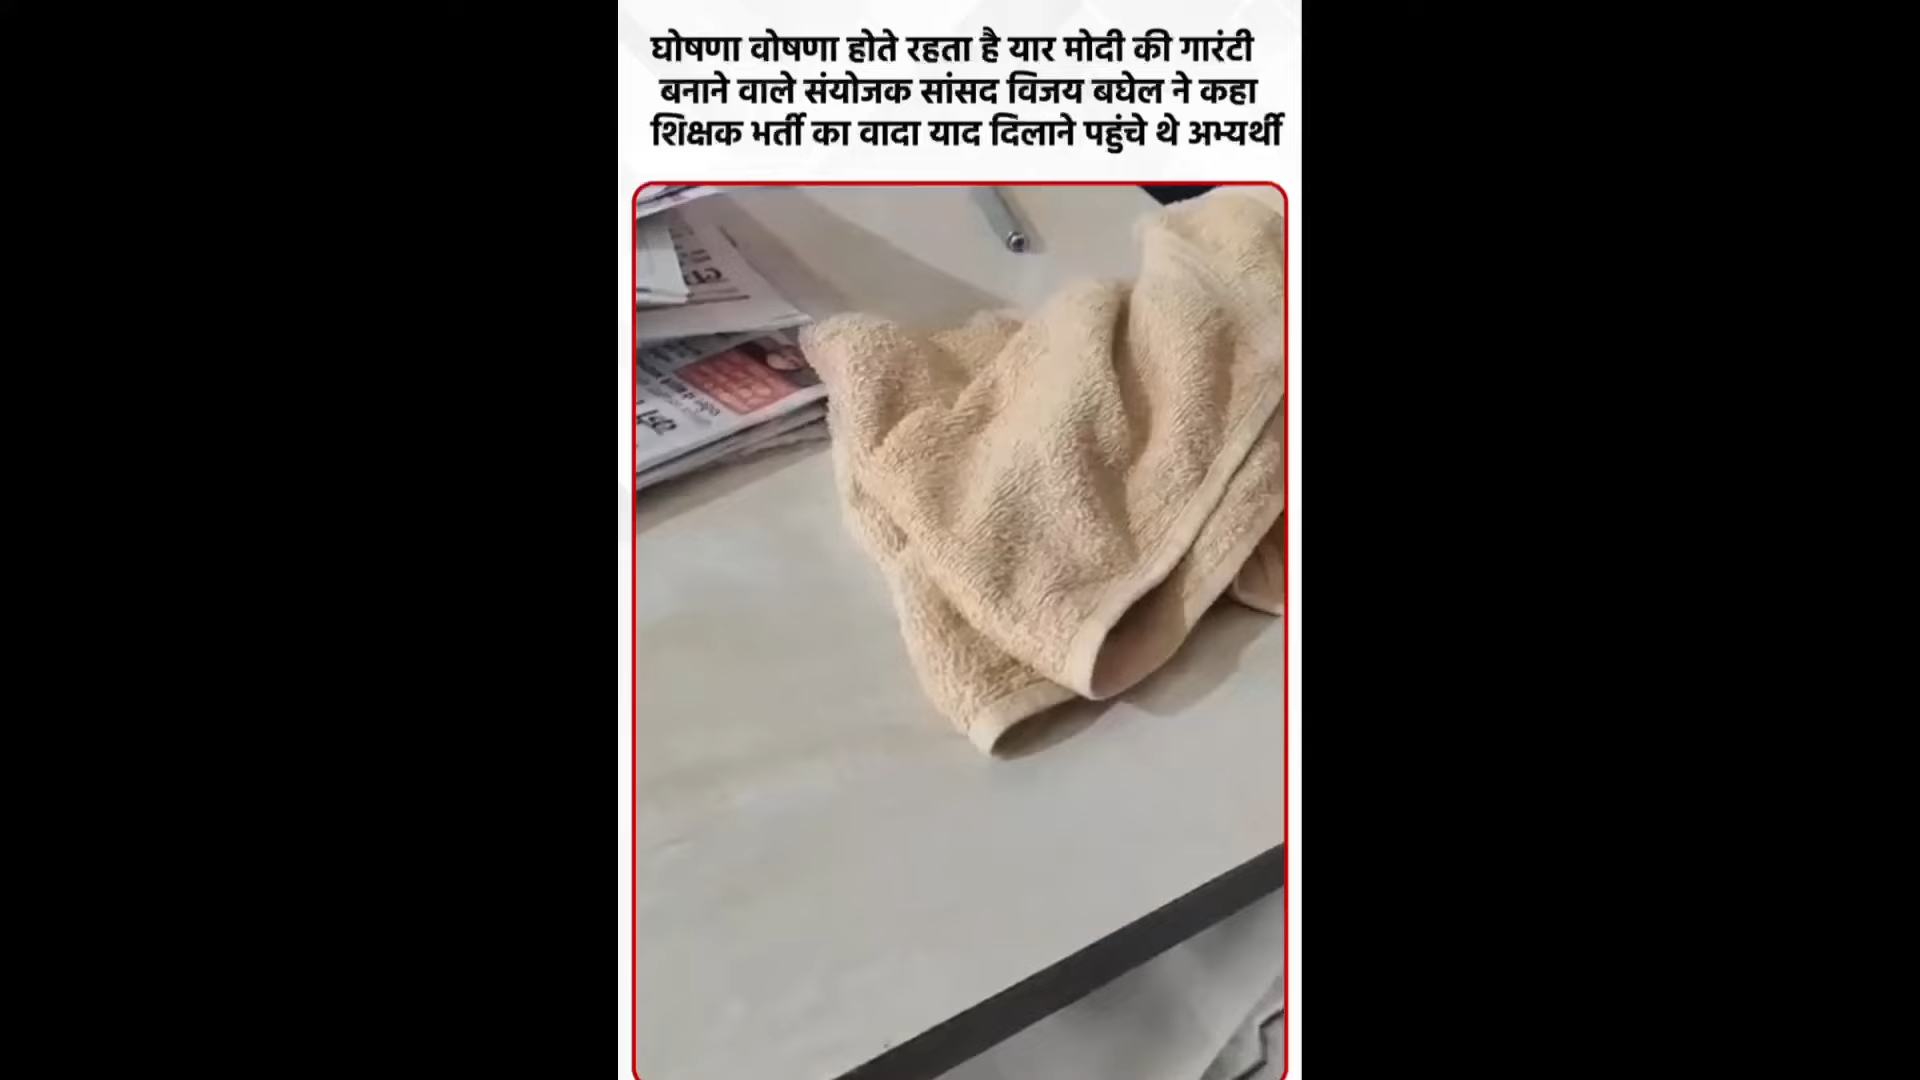 घोषणा वोषणा होते रहता है यार मोदी की गारंटी
बनाने वाले संयोजक सांसद विजय बघेल ने कहा
शिक्षक भर्ती का वादा याद दिलाने पहुंचे थे अभ्यर्थी